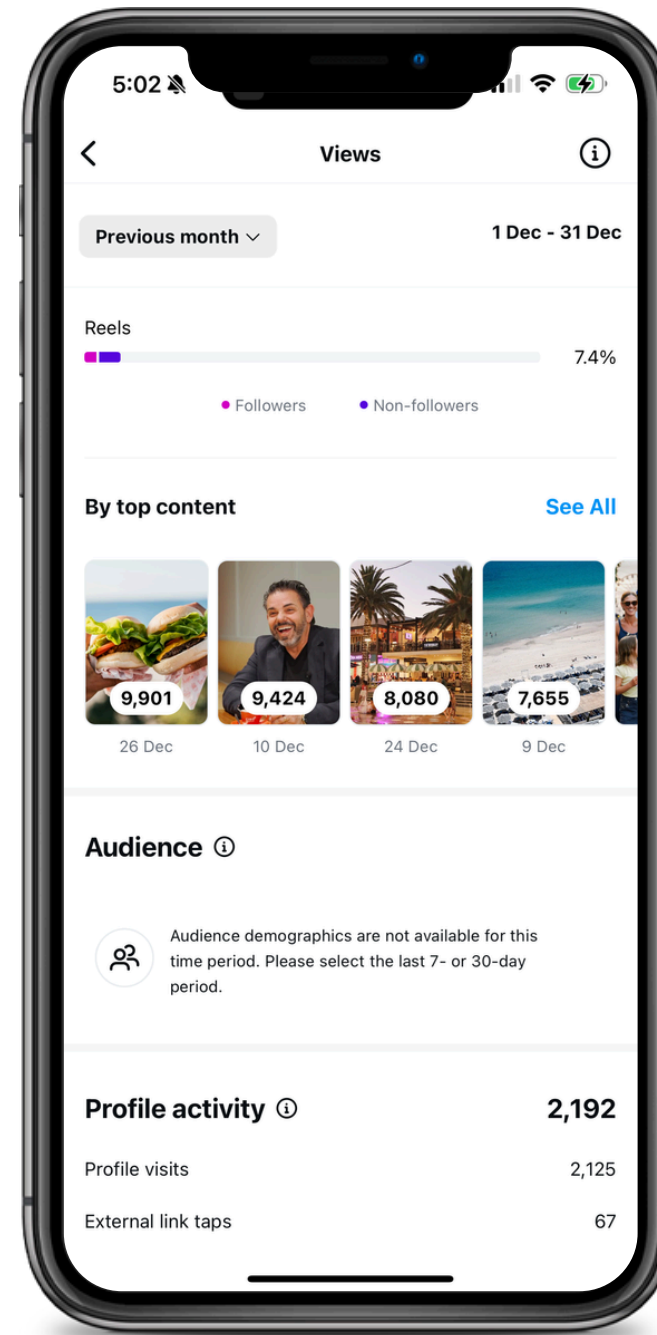 5:02
Views
Previous month
1 Dec - 31 Dec
Reels
7.4%
Followers
Non-followers
By top content
See All
9,901
9,424
8,080
7,655
26 Dec
10 Dec
24 Dec
9 Dec
Audience
Audience demographics are not available for this
time period. Please select the last 7- or 30-day
period.
Profile activity
2,192
Profile visits
2,125
External link taps
67